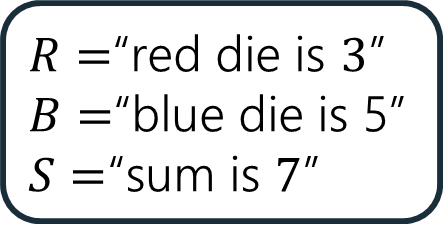 R = “red die is 3”
B = “blue die is 5”
S = “sum is 7”